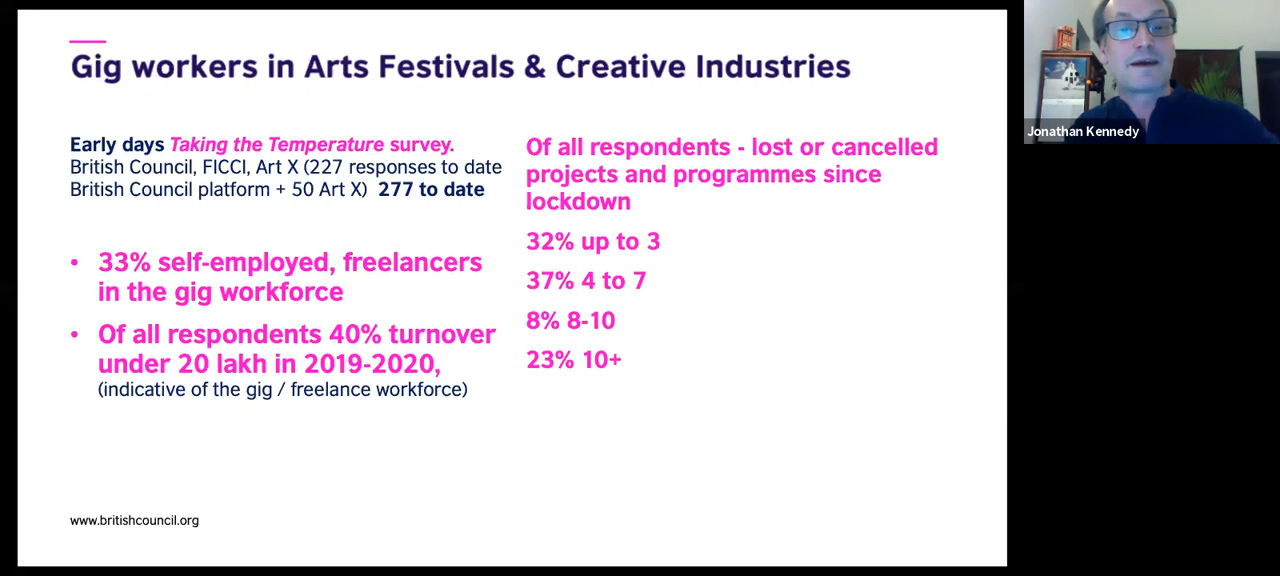 Gig workers in Arts Festivals & Creative Industries
Early days Taking the Temperature survey.
British Council, FICCI, Art X (227 responses to date
British Council platform + 50 Art X)  277 to date
• 33% self-employed, freelancers
in the gig workforce
• Of all respondents 40% turnover
under 20 lakh in 2019-2020,
(indicative of the gig / freelance workforce)
Of all respondents - lost or cancelled
projects and programmes since
lockdown
32% up to 3
37% 4 to 7
8% 8-10
23% 10+
www.britishcouncil.org
Jonathan Kennedy